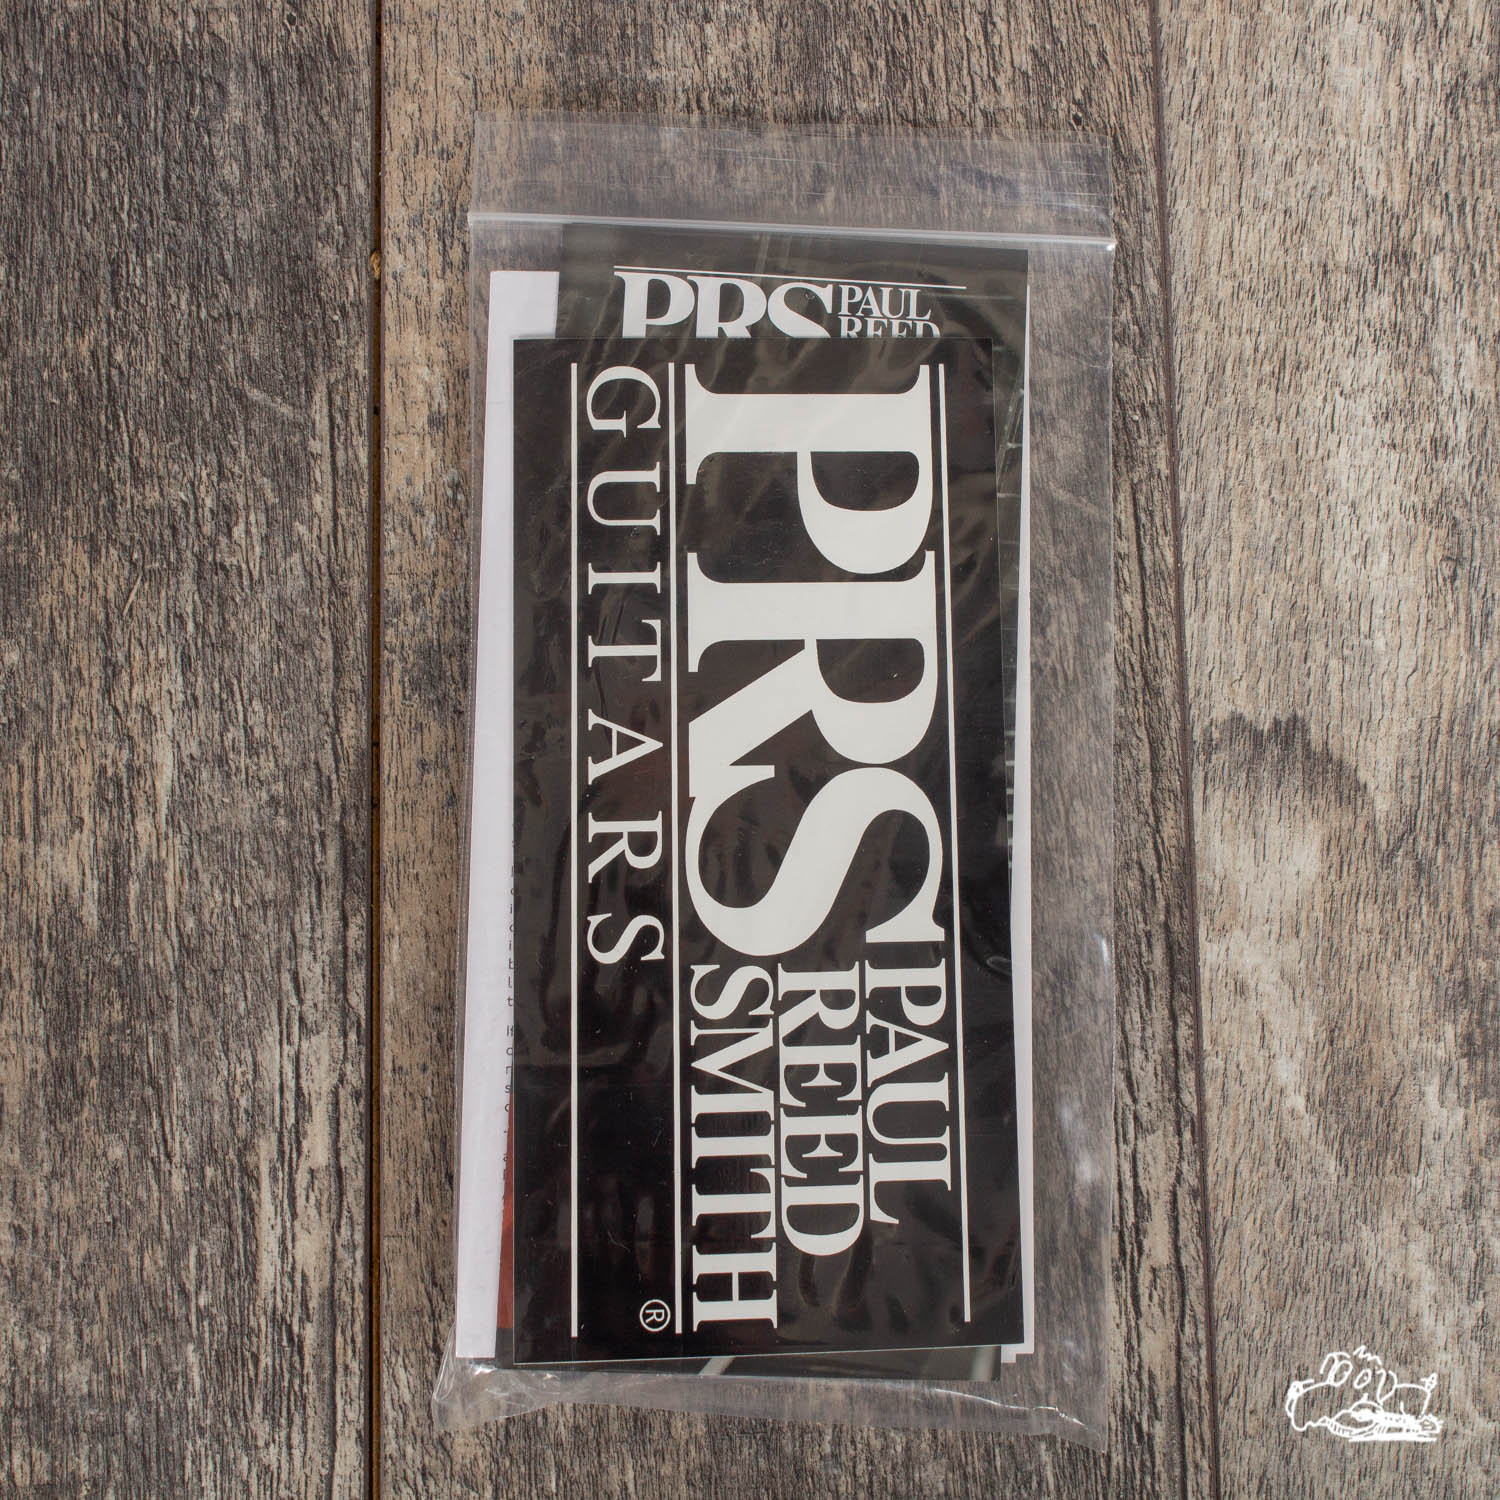 PRS PAUL
REED
PRS PAUL
REED
SMITH
GUITARS ®